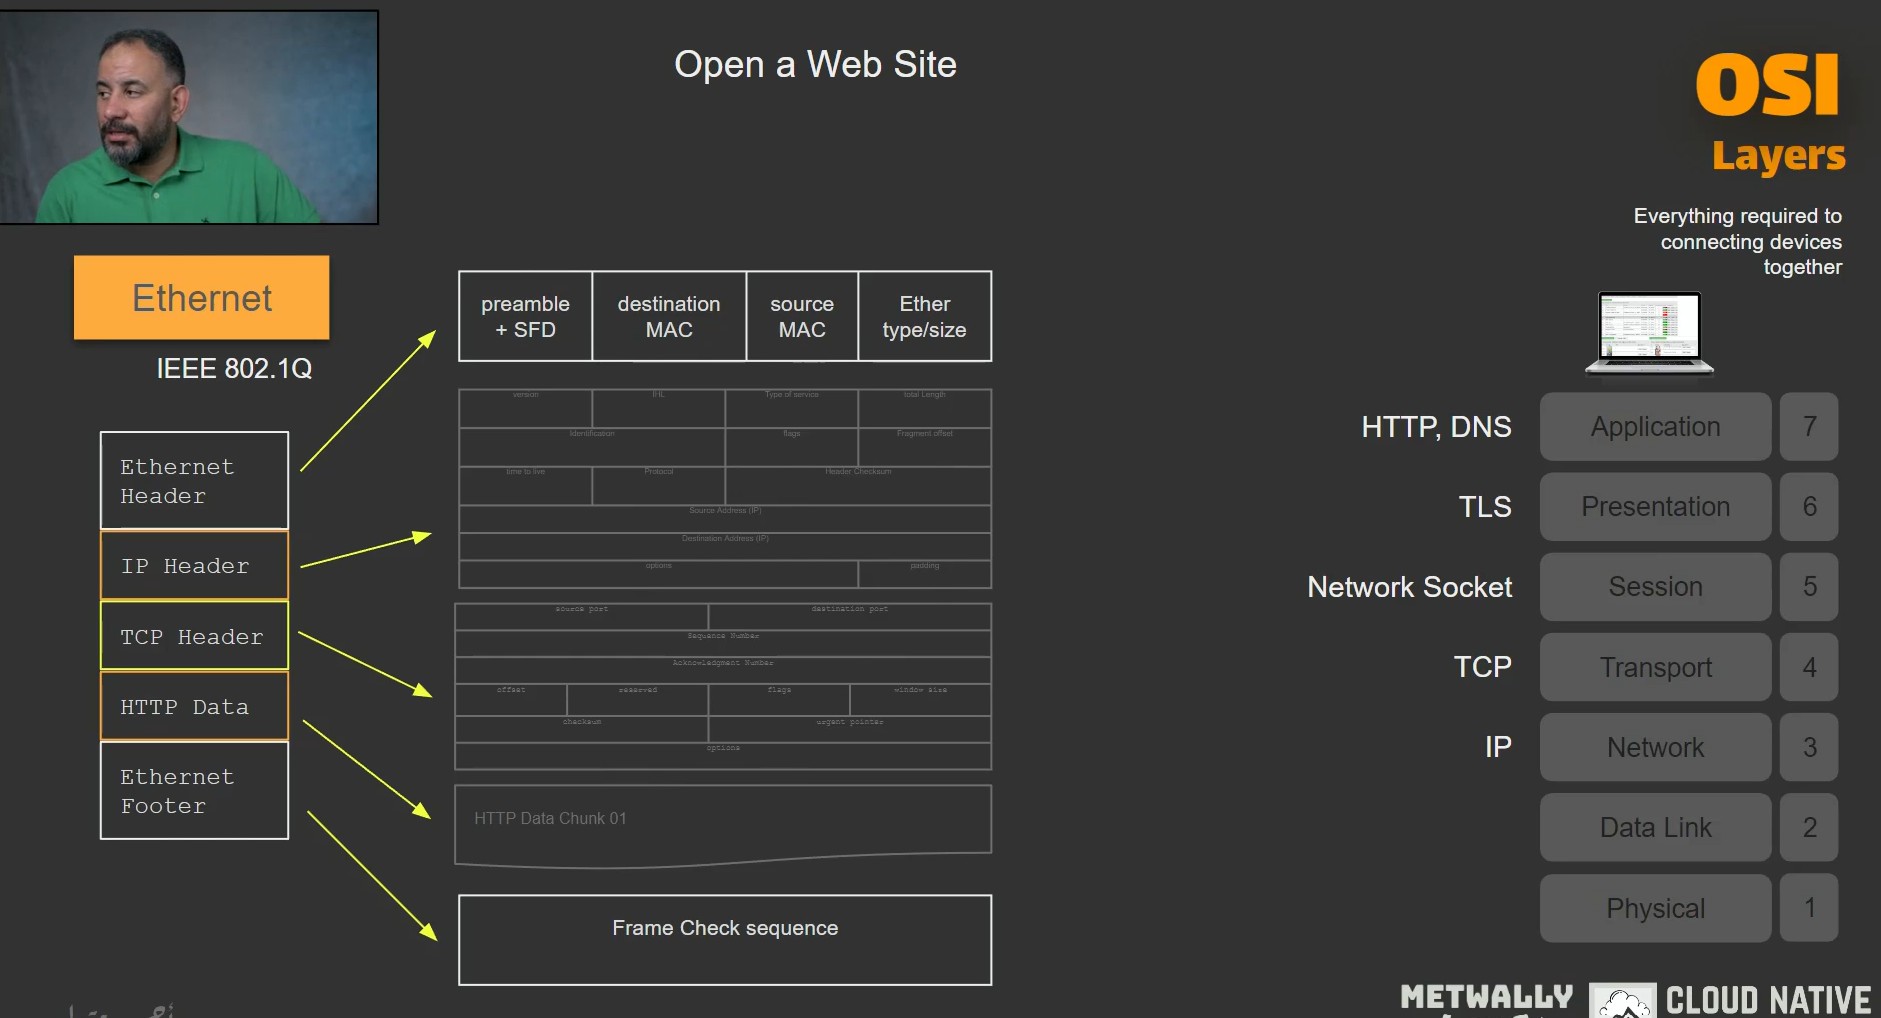 Open a Web Site
OSI
Layers
Everything required to
connecting devices
together
Ethernet
IEEE 802.1Q
Ethernet
Header
IP Header
TCP Header
HTTP Data
Ethernet
Footer
preamble
+ SFD
destination
MAC
source
MAC
Ether
type/size
version
IHL
Type of service
total Length
Identification
flags
Fragment offset
time to live
Protocol
Header Checksum
Source Address (IP)
Destination Address (IP)
options
padding
source port
destination port
Sequence Number
Acknowledgment Number
offset
reserved
flags
window size
checksum
urgent pointer
options
HTTP Data Chunk 01
Frame Check sequence
HTTP, DNS
Application
7
TLS
Presentation
6
Network Socket
Session
5
TCP
Transport
4
IP
Network
3
Data Link
2
Physical
1
METWALLY
CLOUD NATIVE